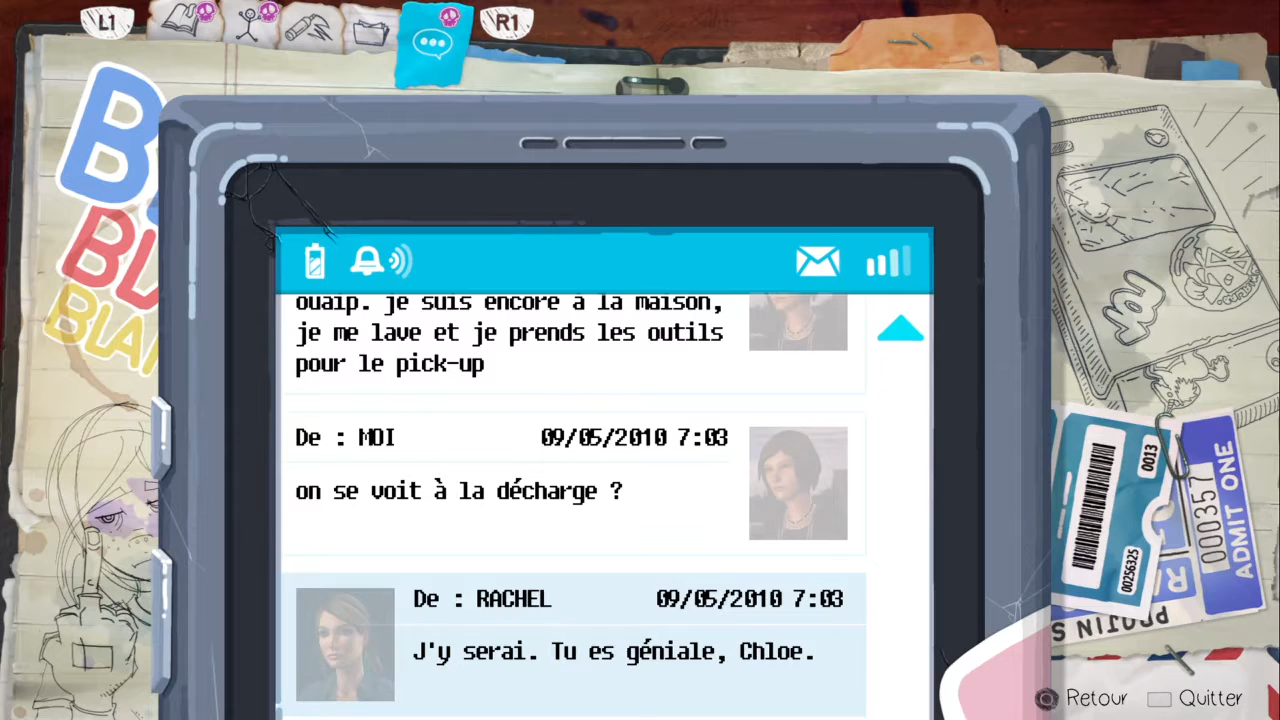 L1
R1
ouaip. je suis encore à la maison,
je me lave et je prends les outils
pour le pick-up
De : MOI 09/05/2010 7:03
on se voit à la décharge ?
De : RACHEL 09/05/2010 7:03
J'y serai. Tu es géniale, Chloe.
0013
00256325
000357
ADMIT ONE
Retour
Quitter